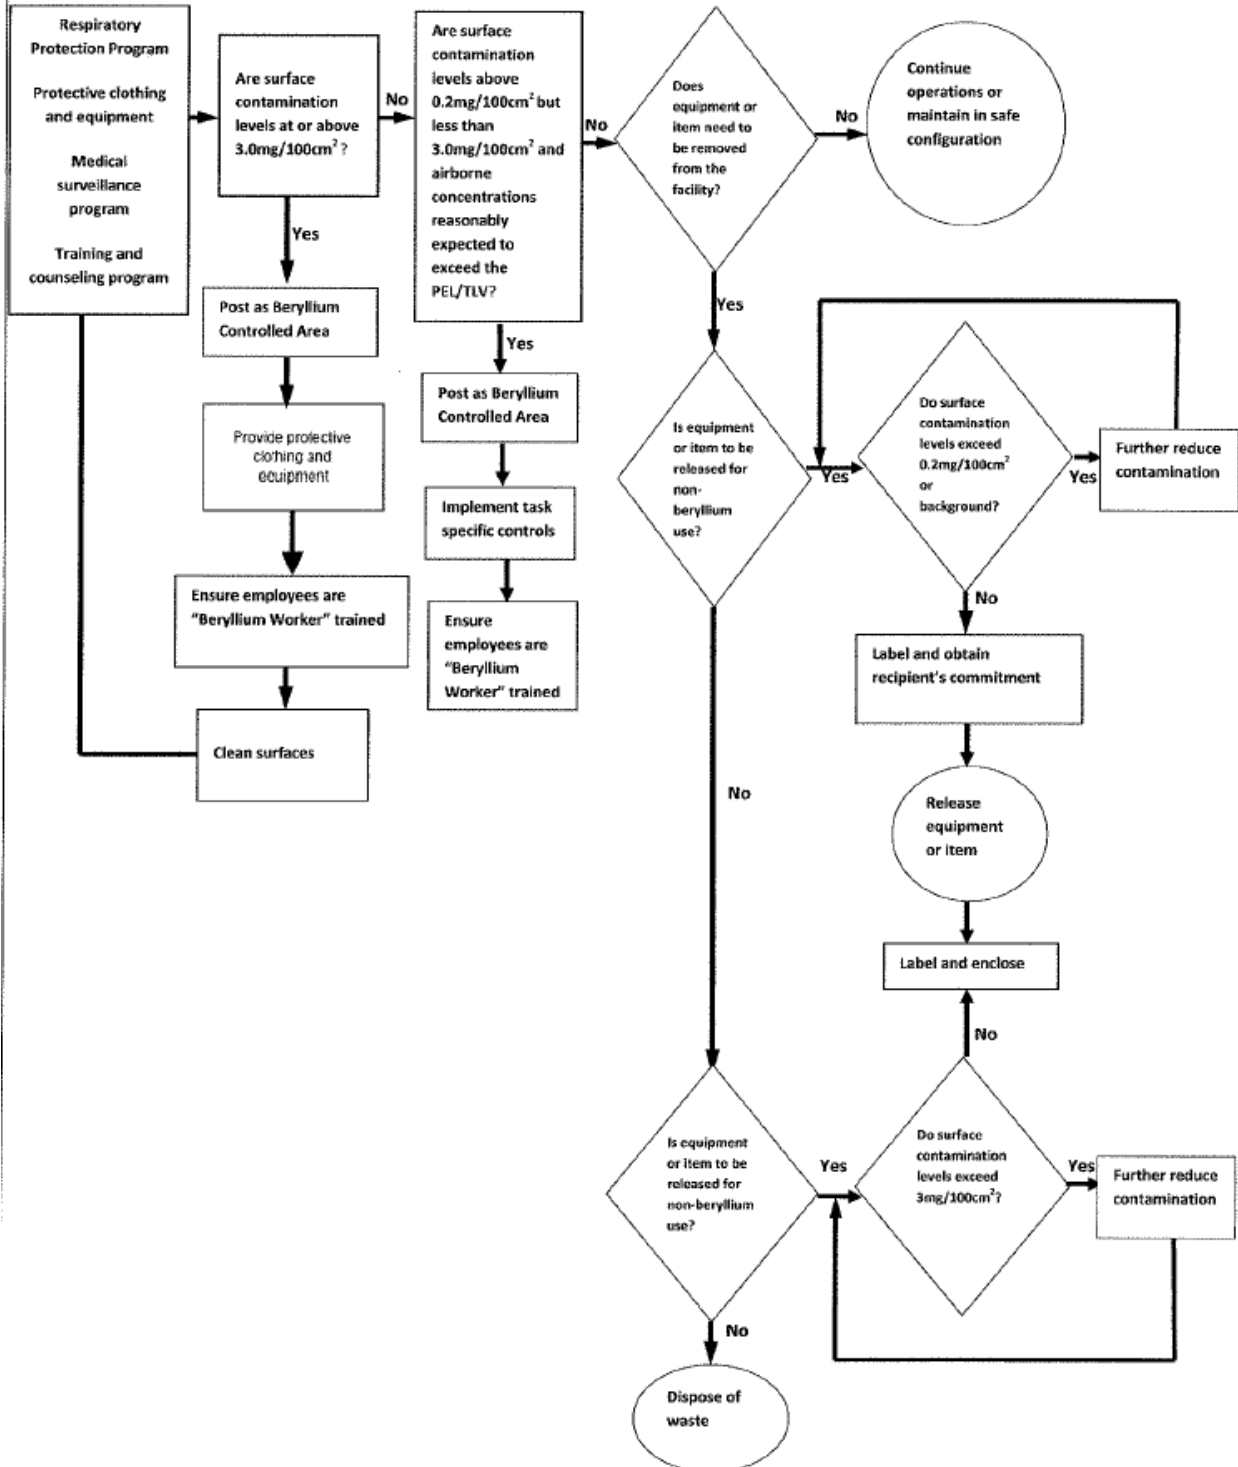 Respiratory
Protection Program
Protective clothing
and equipment
Medical
surveillance
program
Training and
counseling program
Are surface
contamination
levels at or above
3.0mg/100cm² ?
No
Yes
Post as Beryllium
Controlled Area
Provide protective
clothing and
equipment
Ensure employees are
"Beryllium Worker" trained
Clean surfaces
Are surface
contamination
levels above
0.2mg/100cm² but
less than
3.0mg/100cm² and
airborne
concentrations
reasonably
expected to
exceed the
PEL/TLV?
No
Yes
Post as Beryllium
Controlled Area
Implement task
specific controls
Ensure
employees are
"Beryllium
Worker" trained
Does
equipment or
item need to
be removed
from the
facility?
No
Continue
operations or
maintain in safe
configuration
Yes
Is equipment
or item to be
released for
non-
beryllium
use?
Yes
Do surface
contamination
levels exceed
0.2mg/100cm²
or
background?
Yes
Further reduce
contamination
No
Label and obtain
recipient's commitment
Release
equipment
or item
Label and enclose
No
No
Is equipment
or item to be
released for
non-beryllium
use?
Yes
Do surface
contamination
levels exceed
3mg/100cm²?
Yes
Further reduce
contamination
No
Dispose of
waste